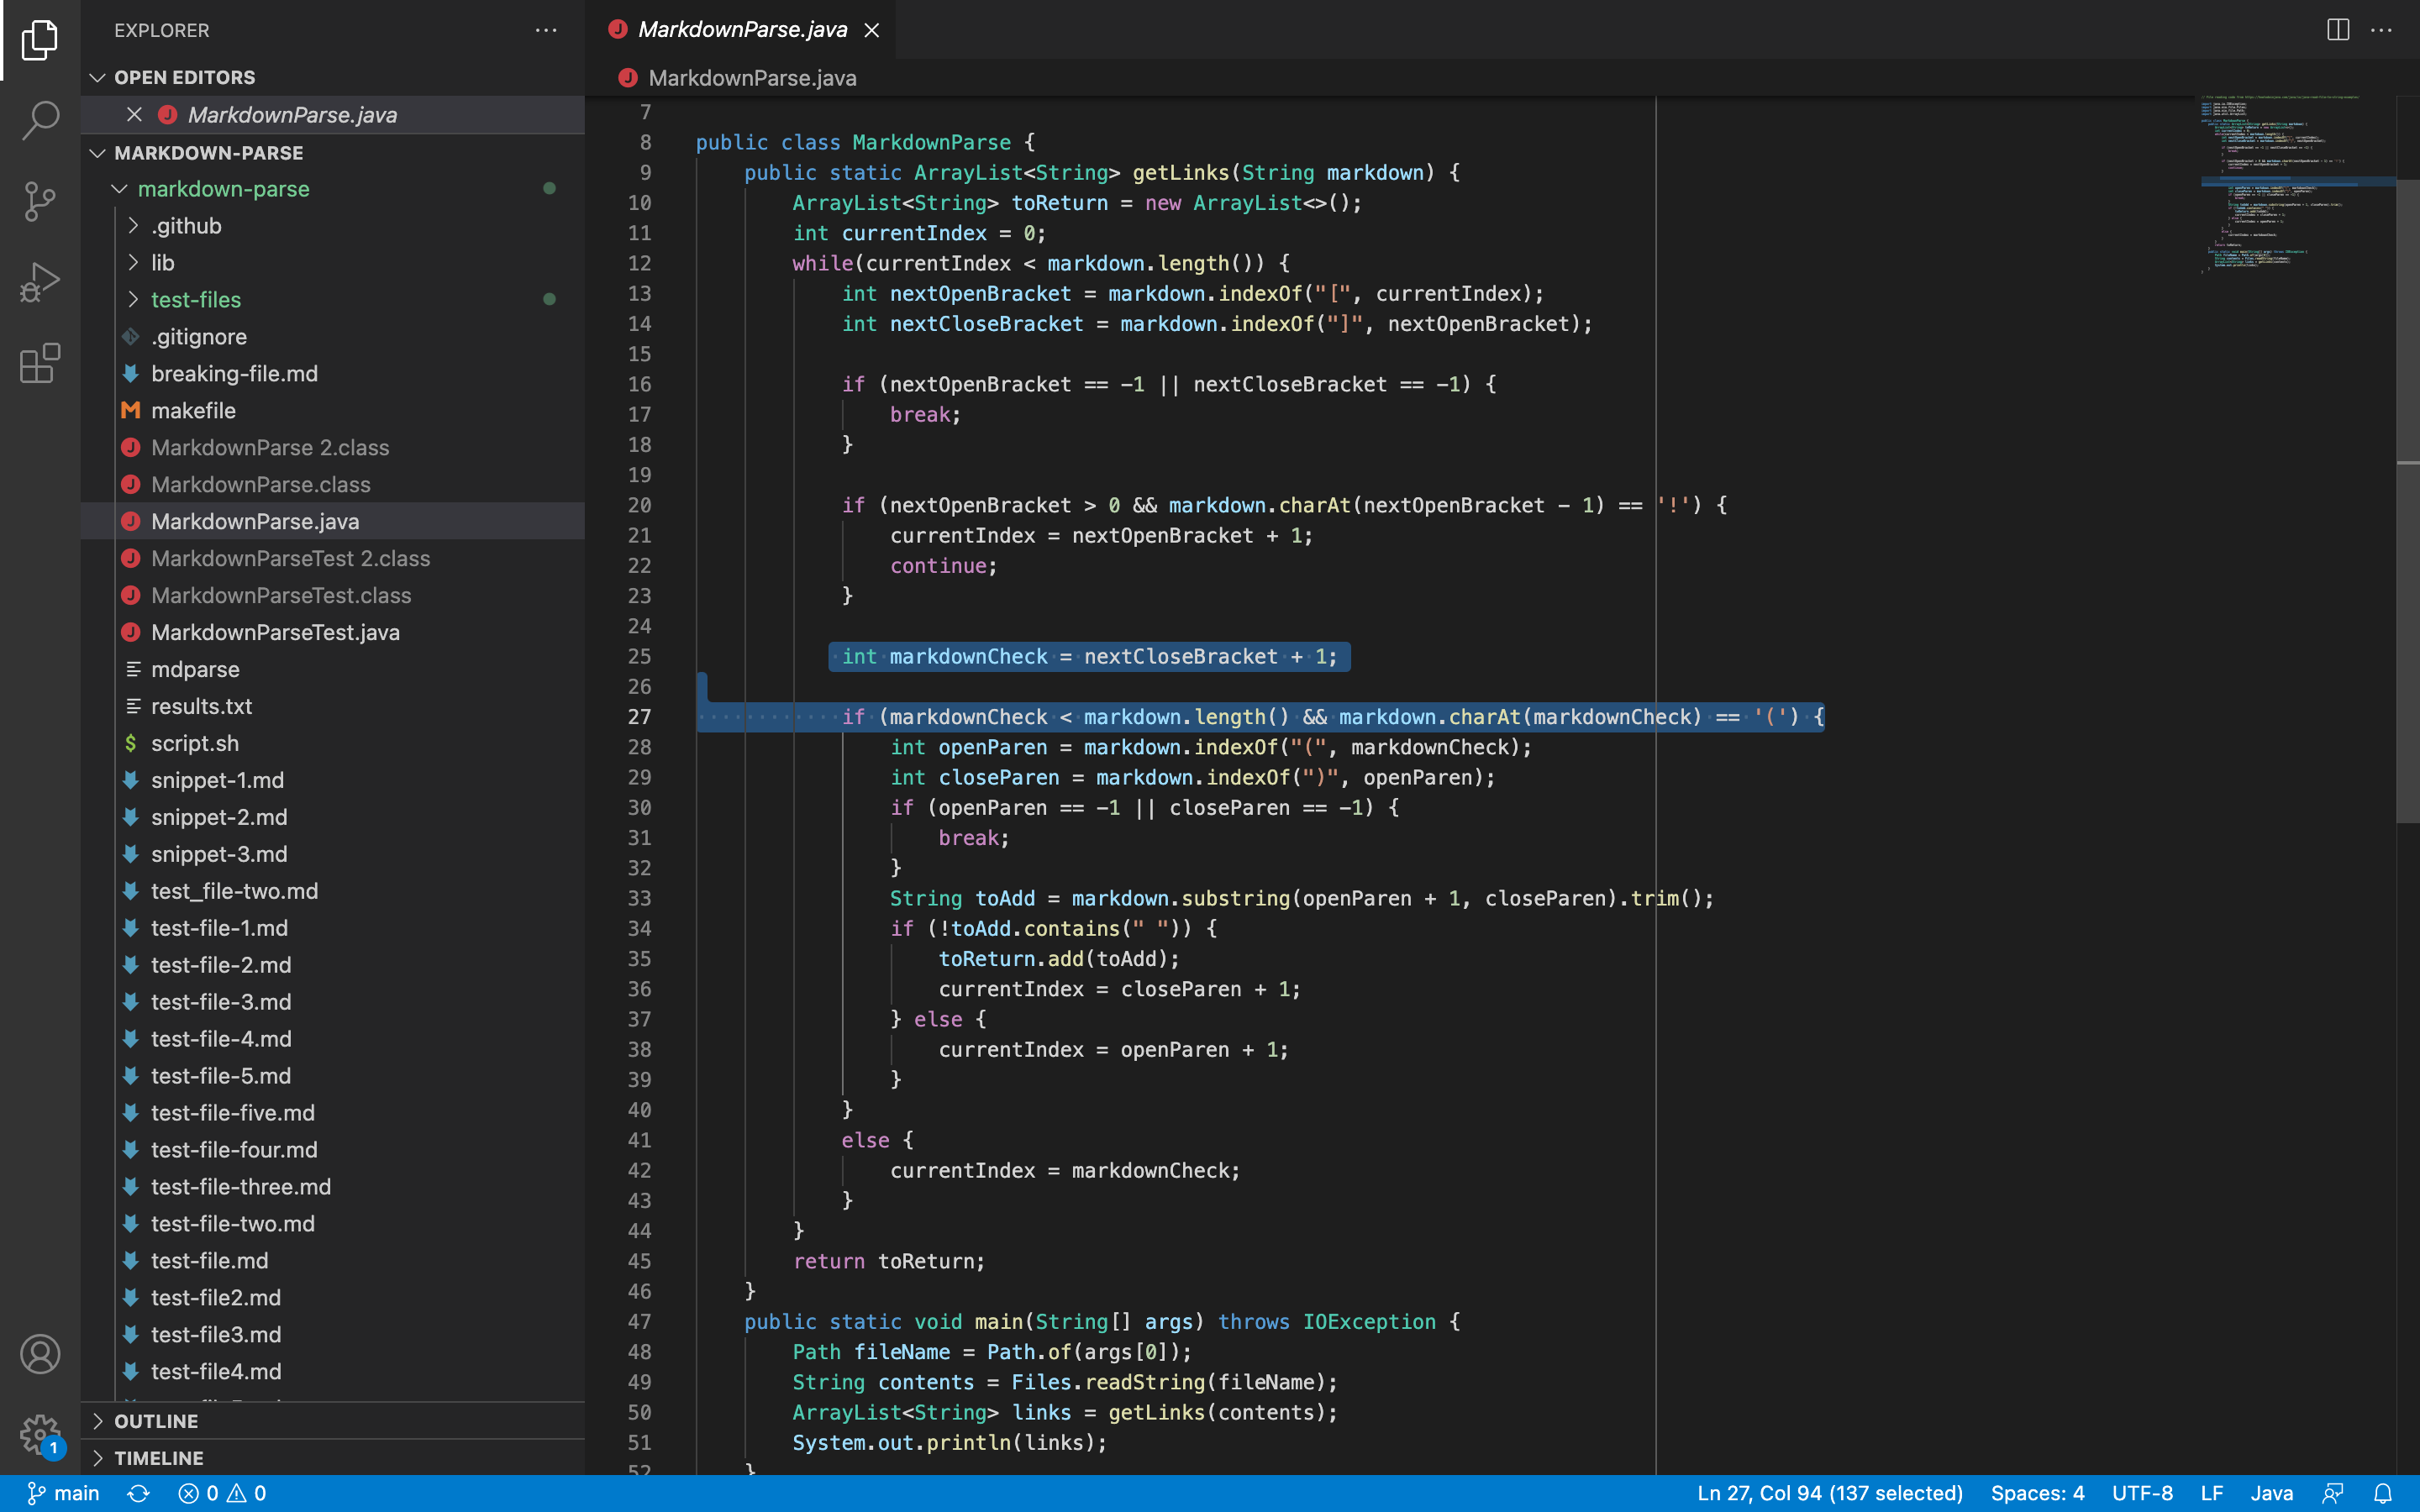 EXPLORER
OPEN EDITORS
MarkdownParse.java
MARKDOWN-PARSE
markdown-parse
.github
lib
test-files
.gitignore
breaking-file.md
makefile
MarkdownParse 2.class
MarkdownParse.class
MarkdownParse.java
MarkdownParseTest 2.class
MarkdownParseTest.class
MarkdownParseTest.java
mdparse
results.txt
script.sh
snippet-1.md
snippet-2.md
snippet-3.md
test_file-two.md
test-file-1.md
test-file-2.md
test-file-3.md
test-file-4.md
test-file-5.md
test-file-five.md
test-file-four.md
test-file-three.md
test-file-two.md
test-file.md
test-file2.md
test-file3.md
test-file4.md
OUTLINE
TIMELINE
1
MarkdownParse.java
MarkdownParse.java
7
8 public class MarkdownParse {
9 public static ArrayList<String> getLinks(String markdown) {
10 ArrayList<String> toReturn = new ArrayList<>();
11 int currentIndex = 0;
12 while(currentIndex < markdown.length()) {
13 int nextOpenBracket = markdown.indexOf("[", currentIndex);
14 int nextCloseBracket = markdown.indexOf("]", nextOpenBracket);
15
16 if (nextOpenBracket == -1 || nextCloseBracket == -1) {
17 break;
18 }
19
20 if (nextOpenBracket > 0 && markdown.charAt(nextOpenBracket - 1) == '!') {
21 currentIndex = nextOpenBracket + 1;
22 continue;
23 }
24
25 int markdownCheck = nextCloseBracket + 1;
26
27 if (markdownCheck < markdown.length() && markdown.charAt(markdownCheck) == '(') {
28 int openParen = markdown.indexOf("(", markdownCheck);
29 int closeParen = markdown.indexOf(")", openParen);
30 if (openParen == -1 || closeParen == -1) {
31 break;
32 }
33 String toAdd = markdown.substring(openParen + 1, closeParen).trim();
34 if (!toAdd.contains(" ")) {
35 toReturn.add(toAdd);
36 currentIndex = closeParen + 1;
37 } else {
38 currentIndex = openParen + 1;
39 }
40 }
41 else {
42 currentIndex = markdownCheck;
43 }
44 }
45 return toReturn;
46 }
47 public static void main(String[] args) throws IOException {
48 Path fileName = Path.of(args[0]);
49 String contents = Files.readString(fileName);
50 ArrayList<String> links = getLinks(contents);
51 System.out.println(links);
52 }
main 0 0 Ln 27, Col 94 (137 selected) Spaces: 4 UTF-8 LF Java